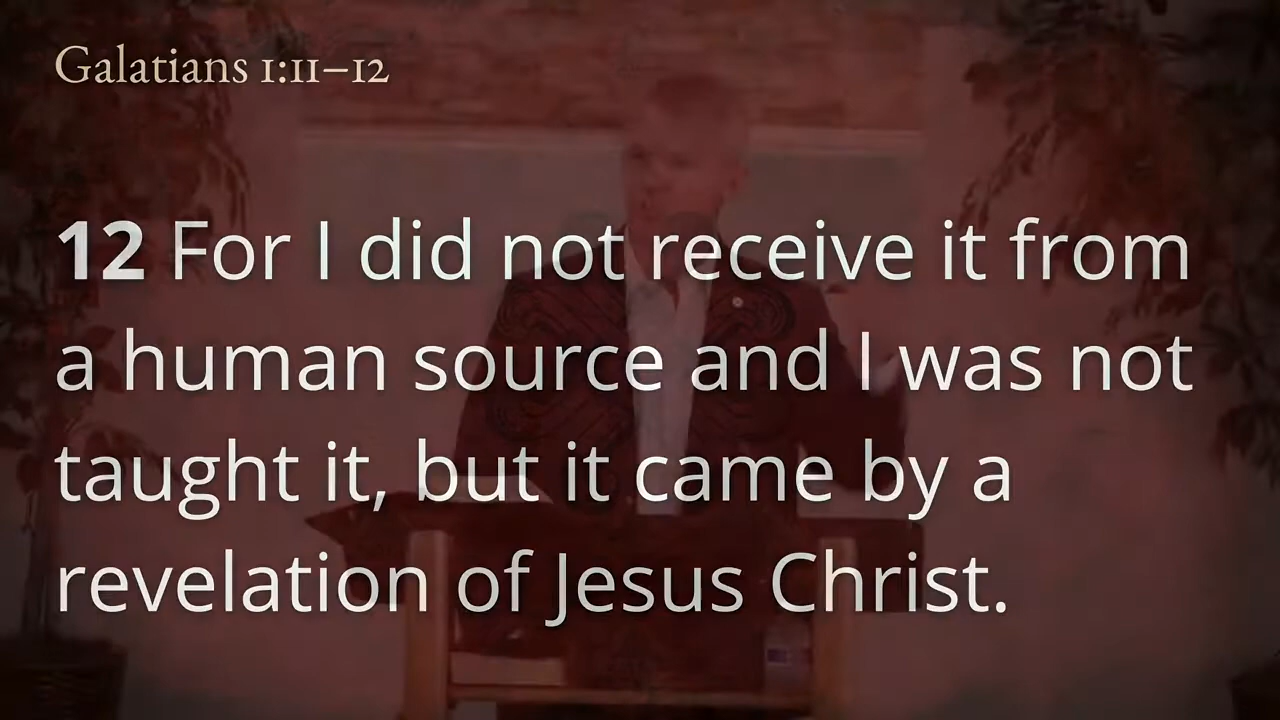 Galatians 1:11–12
12 For I did not receive it from
a human source and I was not
taught it, but it came by a
revelation of Jesus Christ.